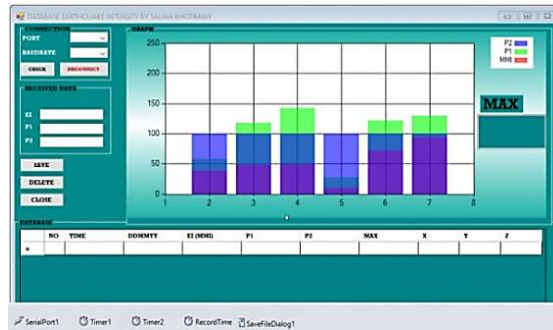 DATABASE EARTHQUAKE INTENSITY BY SALWA KHOTIMAH
CONNECTION
PORT
BAUDRATE
CHECK
DISCONNECT
RECEIVED DATA
EI
P1
P2
SAVE
DELETE
CLOSE
GRAPH
250
200
150
100
50
0
1 2 3 4 5 6 7 8
P2
P1
MMI
MAX
DATABASE
NO TIME DDMMYY EI (MMI) P1 P2 MAX X Y Z
SerialPort1 Timer1 Timer2 RecordTime SaveFileDialog1